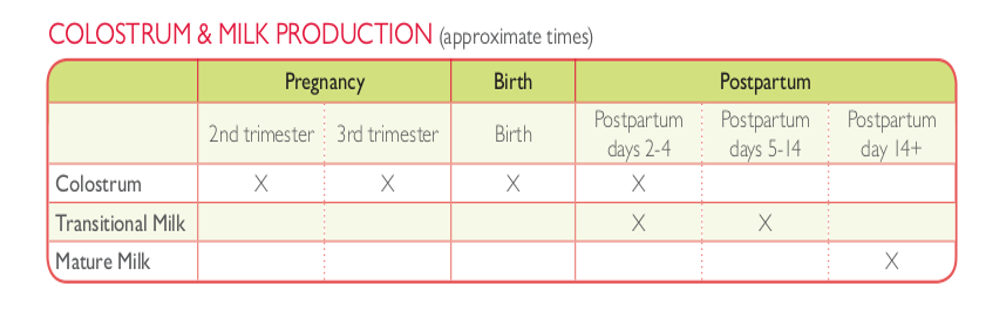 COLOSTRUM & MILK PRODUCTION (approximate times)
Pregnancy Birth Postpartum
2nd trimester 3rd trimester Birth Postpartum days 2-4 Postpartum days 5-14 Postpartum day 14+
Colostrum X X X X
Transitional Milk X X
Mature Milk X